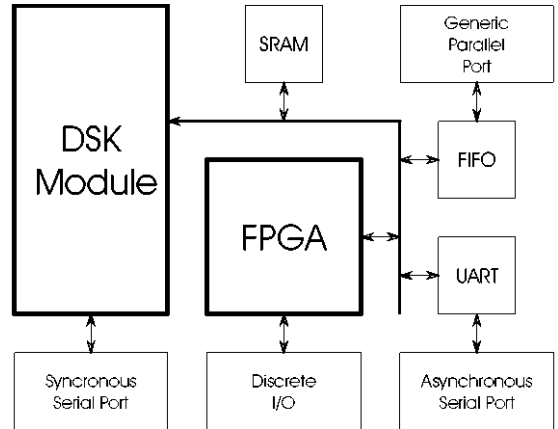 SRAM
Generic
Parallel
Port
DSK
Module
FIFO
FPGA
UART
Syncronous
Serial Port
Discrete
I/O
Asynchronous
Serial Port